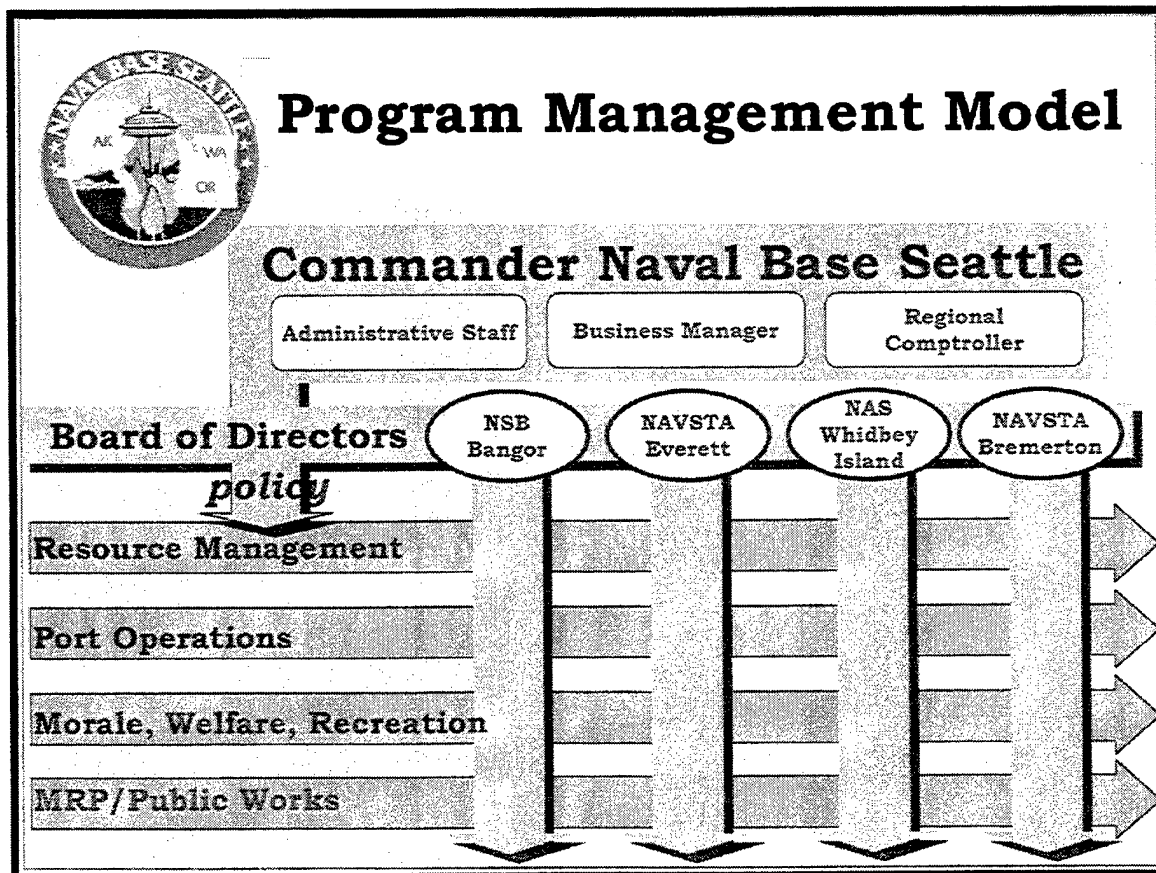 NAVAL BASE SEATTLE
AK
WA
OR
Program Management Model
Commander Naval Base Seattle
Administrative Staff
Business Manager
Regional
Comptroller
Board of Directors
NSB
Bangor
NAVSTA
Everett
NAS
Whidbey
Island
NAVSTA
Bremerton
policy
Resource Management
Port Operations
Morale, Welfare, Recreation
MRP/Public Works